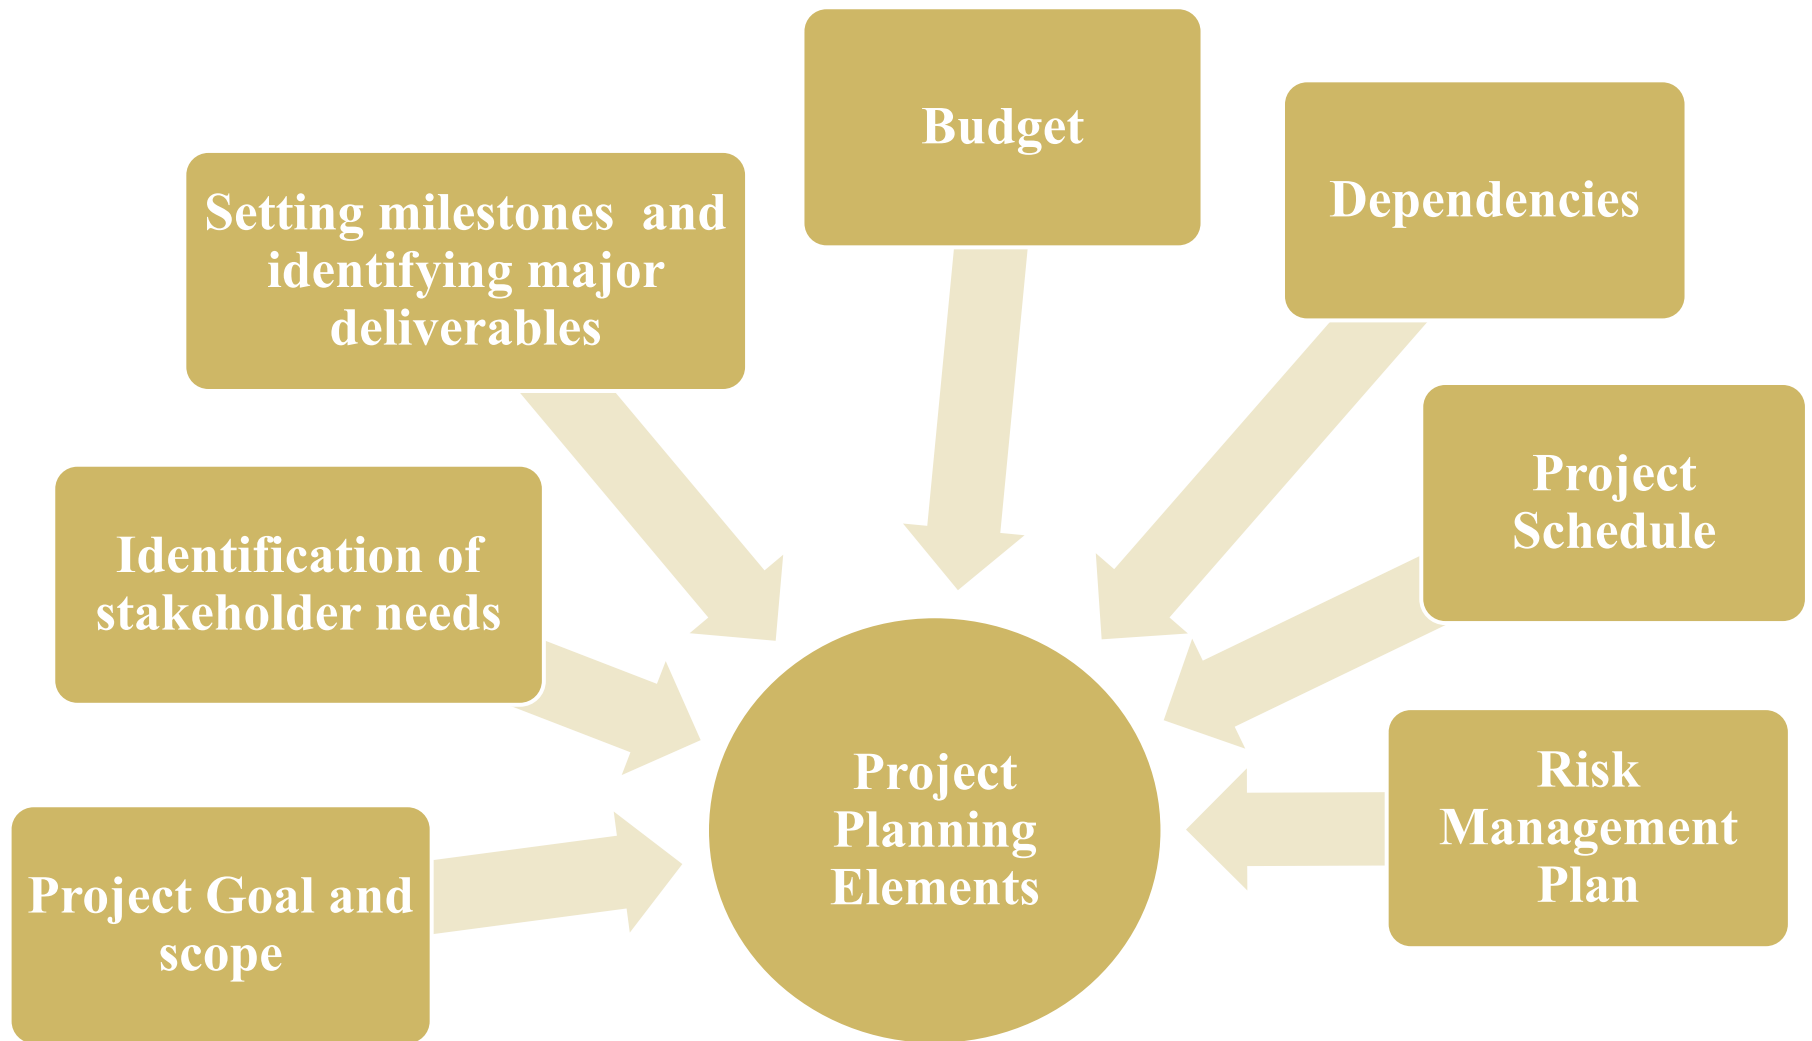 Budget
Dependencies
Setting milestones  and
identifying major
deliverables
Project
Schedule
Identification of
stakeholder needs
Project
Planning
Elements
Risk
Management
Plan
Project Goal and
scope